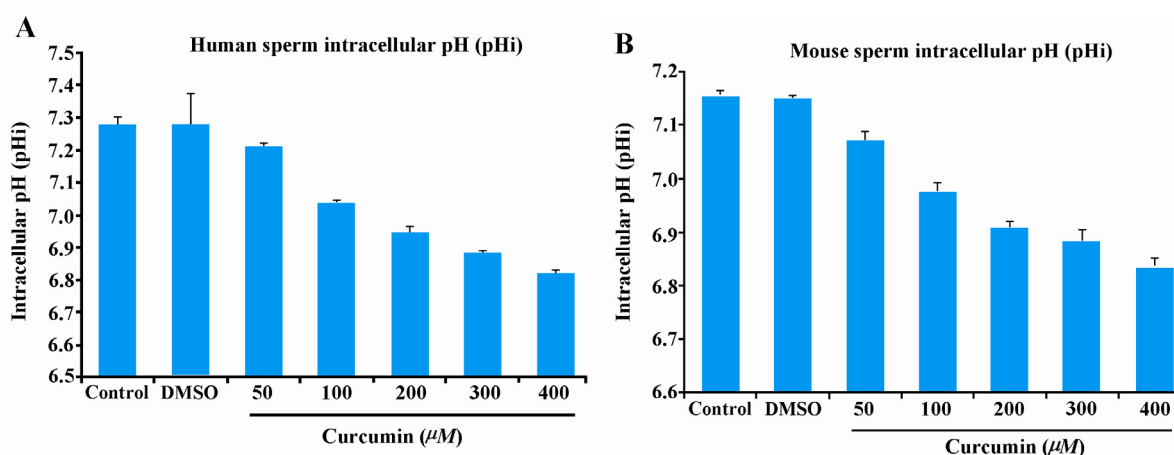 A
Human sperm intracellular pH (pHi)
Intracellular pH (pHi)
7.5
7.4
7.3
7.2
7.1
7.0
6.9
6.8
6.7
6.6
6.5
Control DMSO 50 100 200 300 400
Curcumin (μM)
B
Mouse sperm intracellular pH (pHi)
Intracellular pH (pHi)
7.2
7.1
7.0
6.9
6.8
6.7
6.6
Control DMSO 50 100 200 300 400
Curcumin (μM)